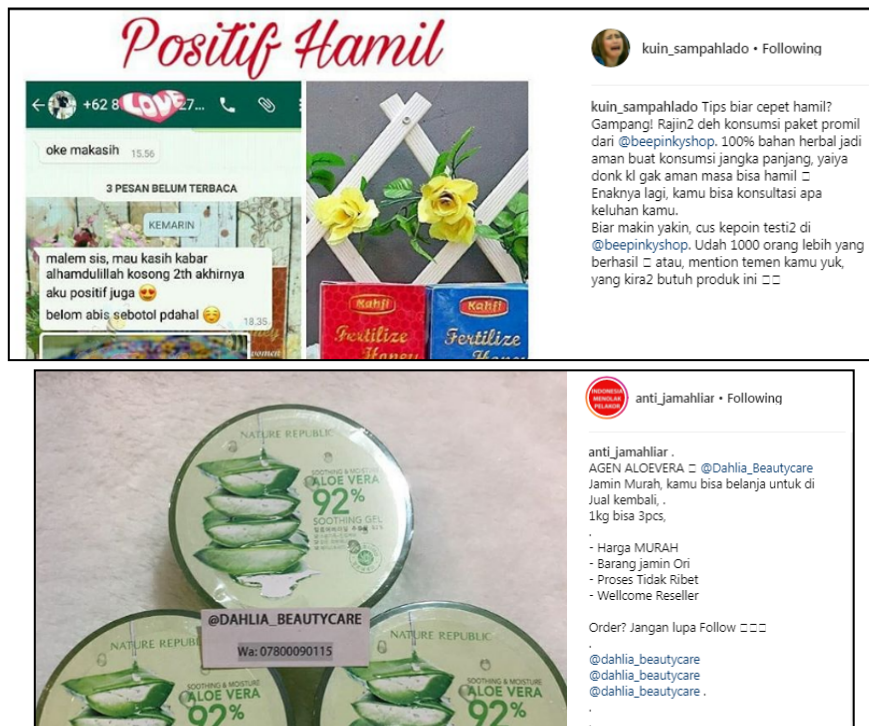 Positif Hamil
+62 8
LOVE
27...
oke makasih 15.56
3 PESAN BELUM TERBACA
KEMARIN
malem sis, mau kasih kabar
alhamdulillah kosong 2th akhirnya
aku positif juga 😍
belom abis sebotol pdahal ☺️
18.35
women
Kahfi
Fertilize
Honey
Kahfi
Fertilize
Honey
kuin_sampahlado • Following
kuin_sampahlado Tips biar cepet hamil?
Gampang! Rajin2 deh konsumsi paket promil
dari @beepinkyshop. 100% bahan herbal jadi
aman buat konsumsi jangka panjang, yaiya
donk kl gak aman masa bisa hamil □
Enaknya lagi, kamu bisa konsultasi apa
keluhan kamu.
Biar makin yakin, cus kepoin testi2 di
@beepinkyshop. Udah 1000 orang lebih yang
berhasil □ atau, mention temen kamu yuk,
yang kira2 butuh produk ini □□
NATURE REPUBLIC
SOOTHING & MOISTURE
ALOE VERA
92%
SOOTHING GEL
@DAHLIA_BEAUTYCARE
Wa: 07800090115
NATURE REPUBLIC
SOOTHING & MOISTURE
ALOE VERA
92%
NATURE REPUBLIC
SOOTHING & MOISTURE
ALOE VERA
92%
INDONESIA
MENOLAK
PELAKOR
anti_jamahliar • Following
anti_jamahliar .
AGEN ALOEVERA □ @Dahlia_Beautycare
Jamin Murah, kamu bisa belanja untuk di
Jual kembali, .
1kg bisa 3pcs,
.
- Harga MURAH
- Barang jamin Ori
- Proses Tidak Ribet
- Wellcome Reseller
Order? Jangan lupa Follow □□□
.
@dahlia_beautycare
@dahlia_beautycare
@dahlia_beautycare .
.
.